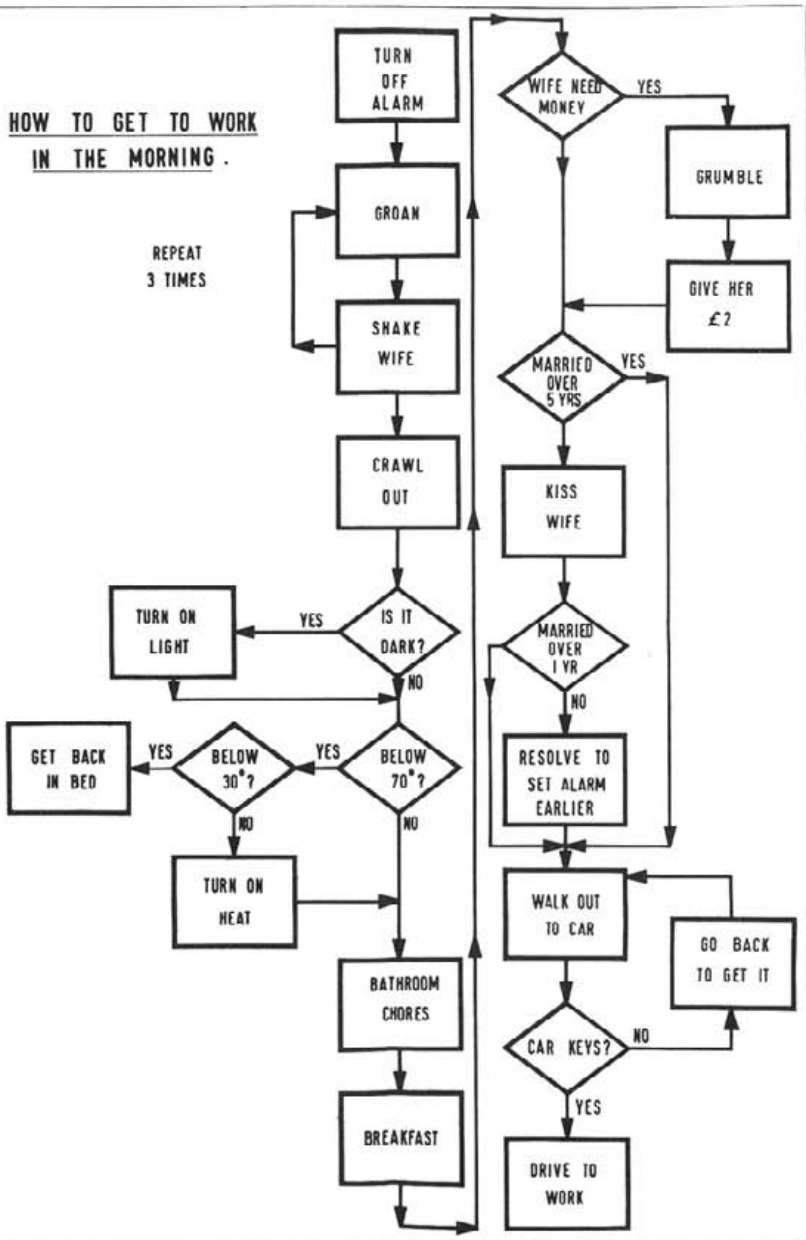 HOW TO GET TO WORK
IN THE MORNING .
TURN
OFF
ALARM
GROAN
REPEAT
3 TIMES
SHAKE
WIFE
CRAWL
OUT
IS IT
DARK?
YES
TURN ON
LIGHT
NO
BELOW
70°?
YES
BELOW
30°?
YES
GET BACK
IN BED
NO
TURN ON
HEAT
NO
BATHROOM
CHORES
BREAKFAST
WIFE NEED
MONEY
YES
GRUMBLE
GIVE HER
£2
MARRIED
OVER
5 YRS
YES
KISS
WIFE
MARRIED
OVER
1 YR
NO
RESOLVE TO
SET ALARM
EARLIER
WALK OUT
TO CAR
GO BACK
TO GET IT
CAR KEYS?
NO
YES
DRIVE TO
WORK